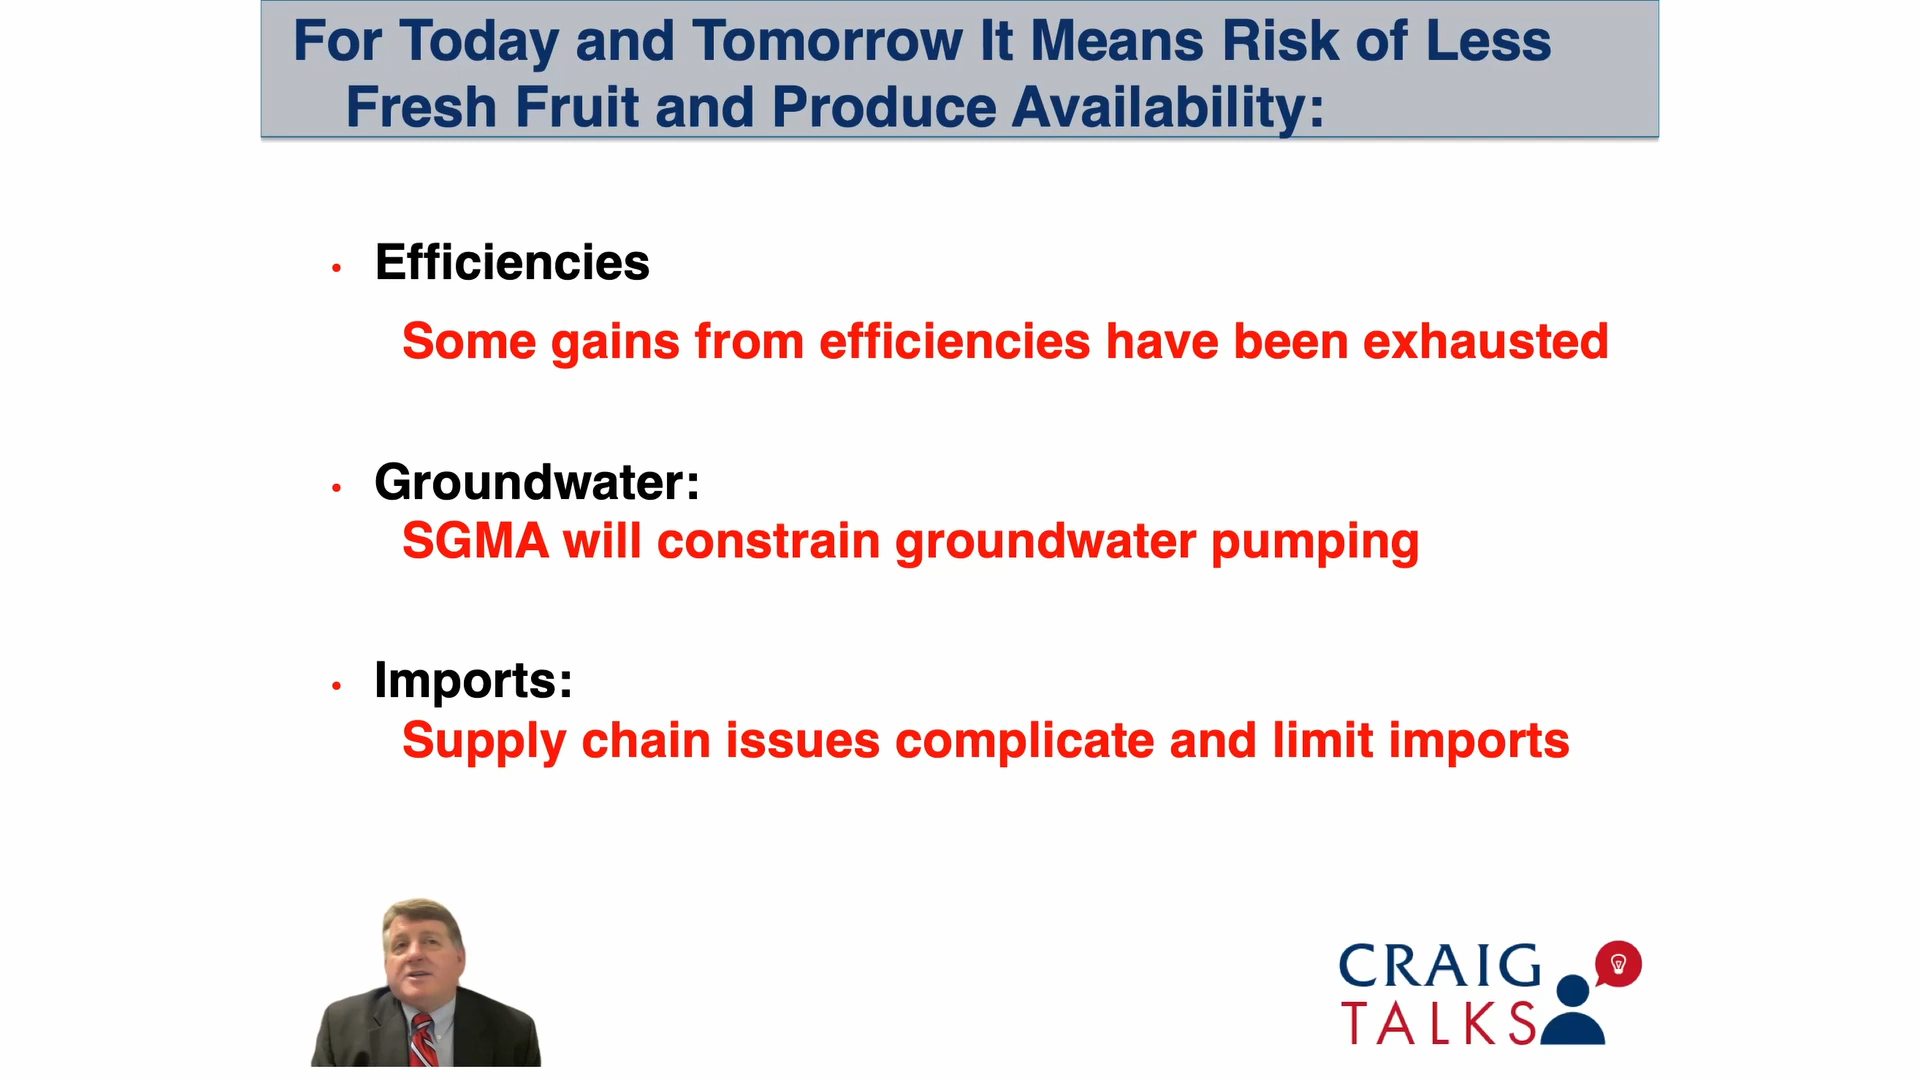 For Today and Tomorrow It Means Risk of Less
Fresh Fruit and Produce Availability:
• Efficiencies
Some gains from efficiencies have been exhausted
• Groundwater:
SGMA will constrain groundwater pumping
• Imports:
Supply chain issues complicate and limit imports
CRAIG
TALKS